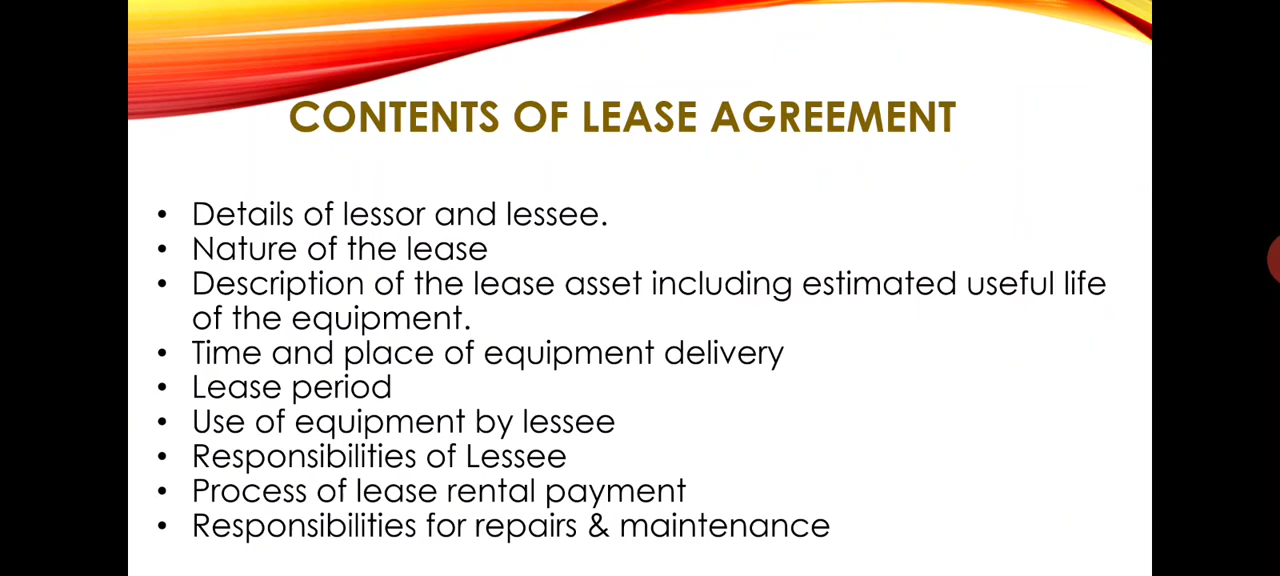 CONTENTS OF LEASE AGREEMENT
• Details of lessor and lessee.
• Nature of the lease
• Description of the lease asset including estimated useful life
of the equipment.
• Time and place of equipment delivery
• Lease period
• Use of equipment by lessee
• Responsibilities of Lessee
• Process of lease rental payment
• Responsibilities for repairs & maintenance